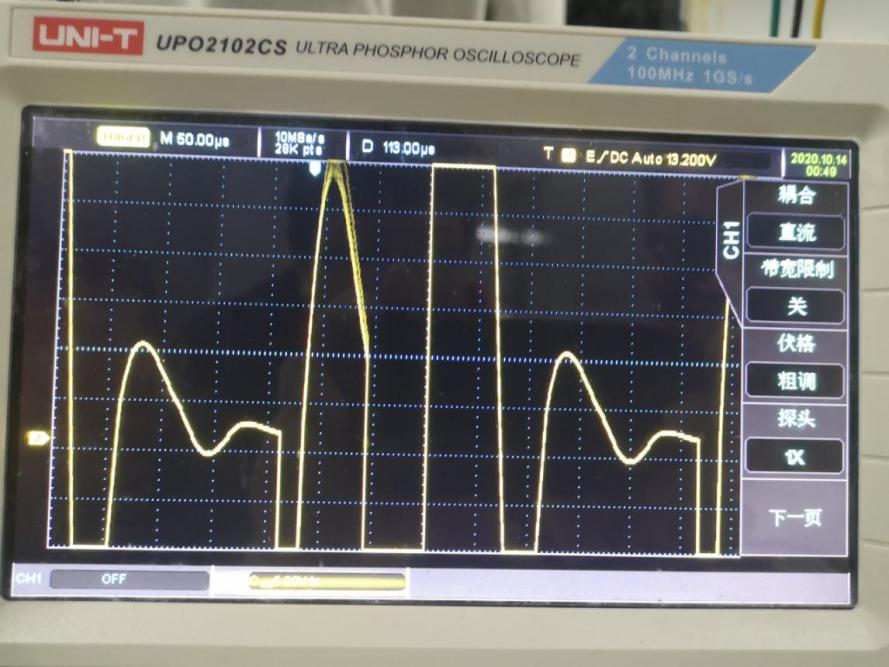 UNI-T UPO2102CS ULTRA PHOSPHOR OSCILLOSCOPE
2 Channels
100MHz 1GS/s
M 50.00μs
10MSa/s
28K pts
D 113.00μs
T E DC Auto 13.200V
2020.10.14
00:49
CH1
耦合
直流
带宽限制
关
伏格
粗调
探头
1X
下一页
CH1 OFF